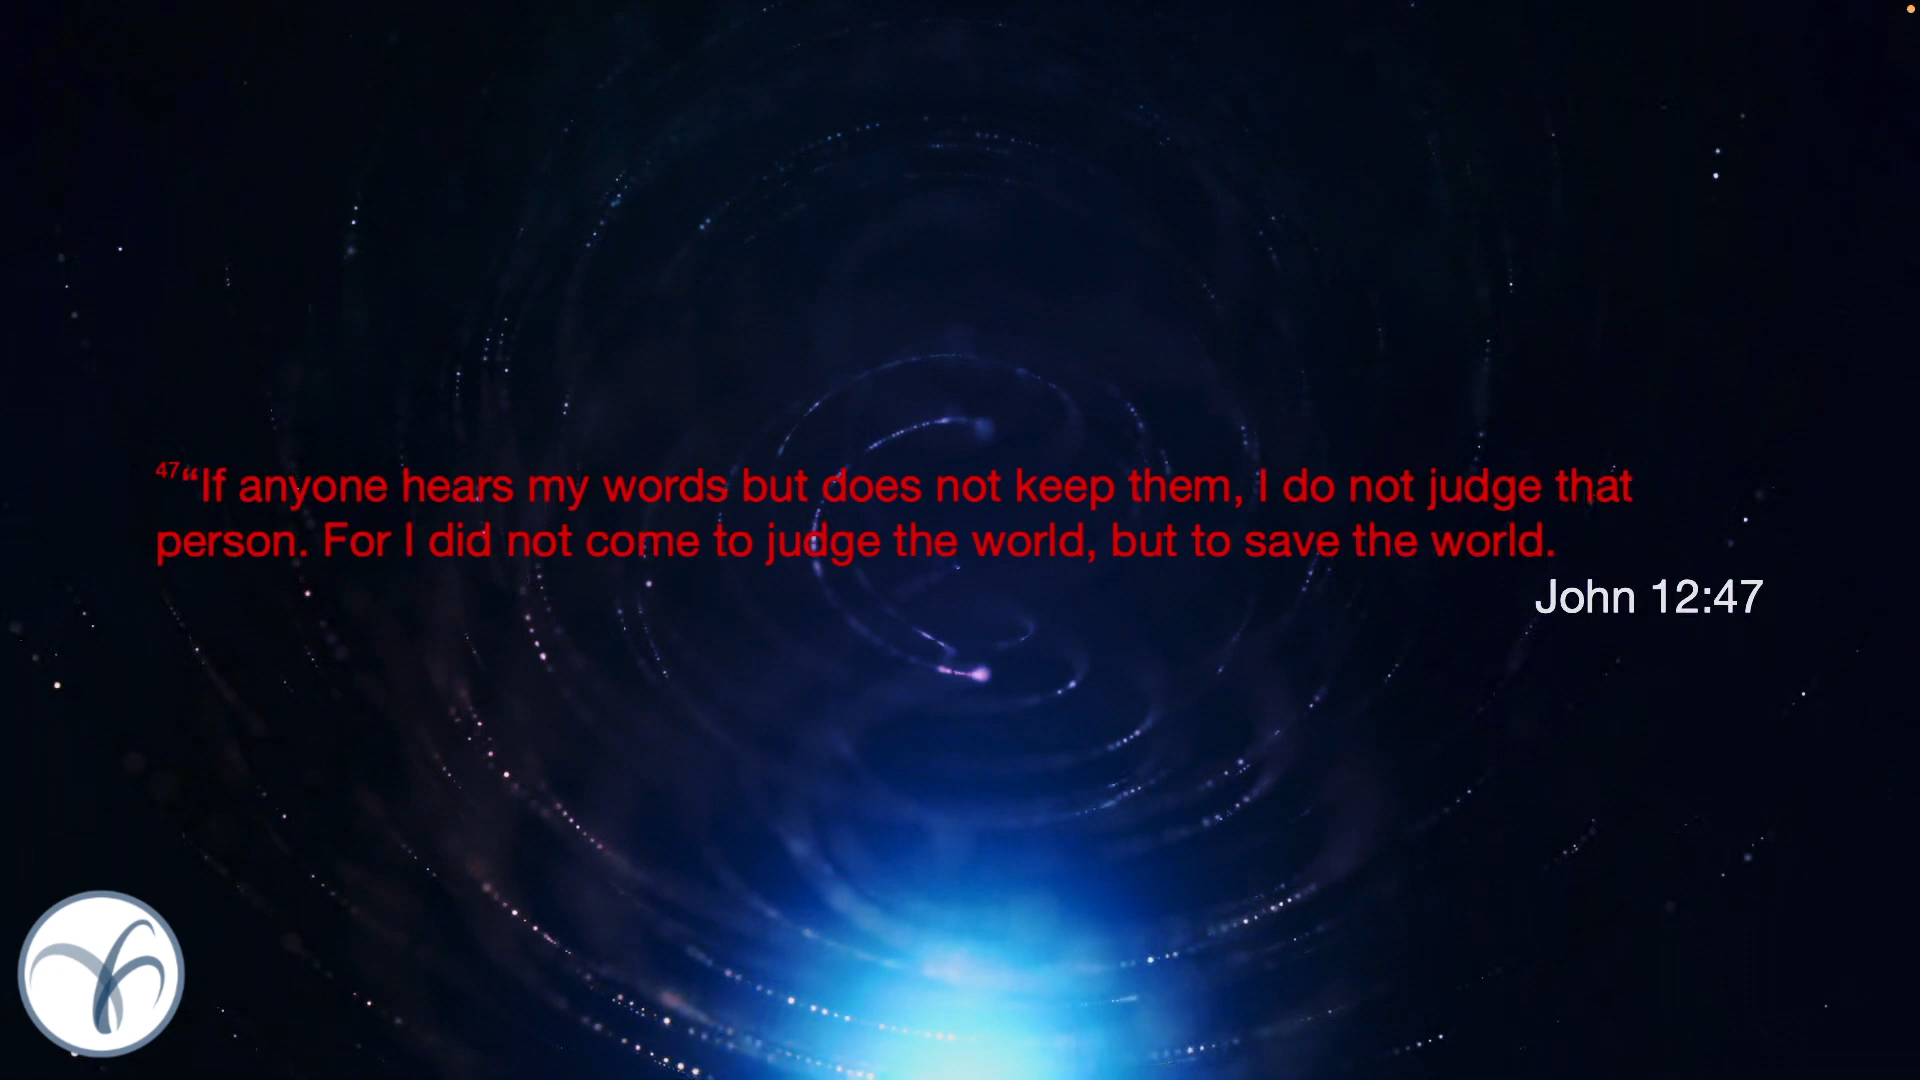 47“If anyone hears my words but does not keep them, I do not judge that
person. For I did not come to judge the world, but to save the world.
John 12:47